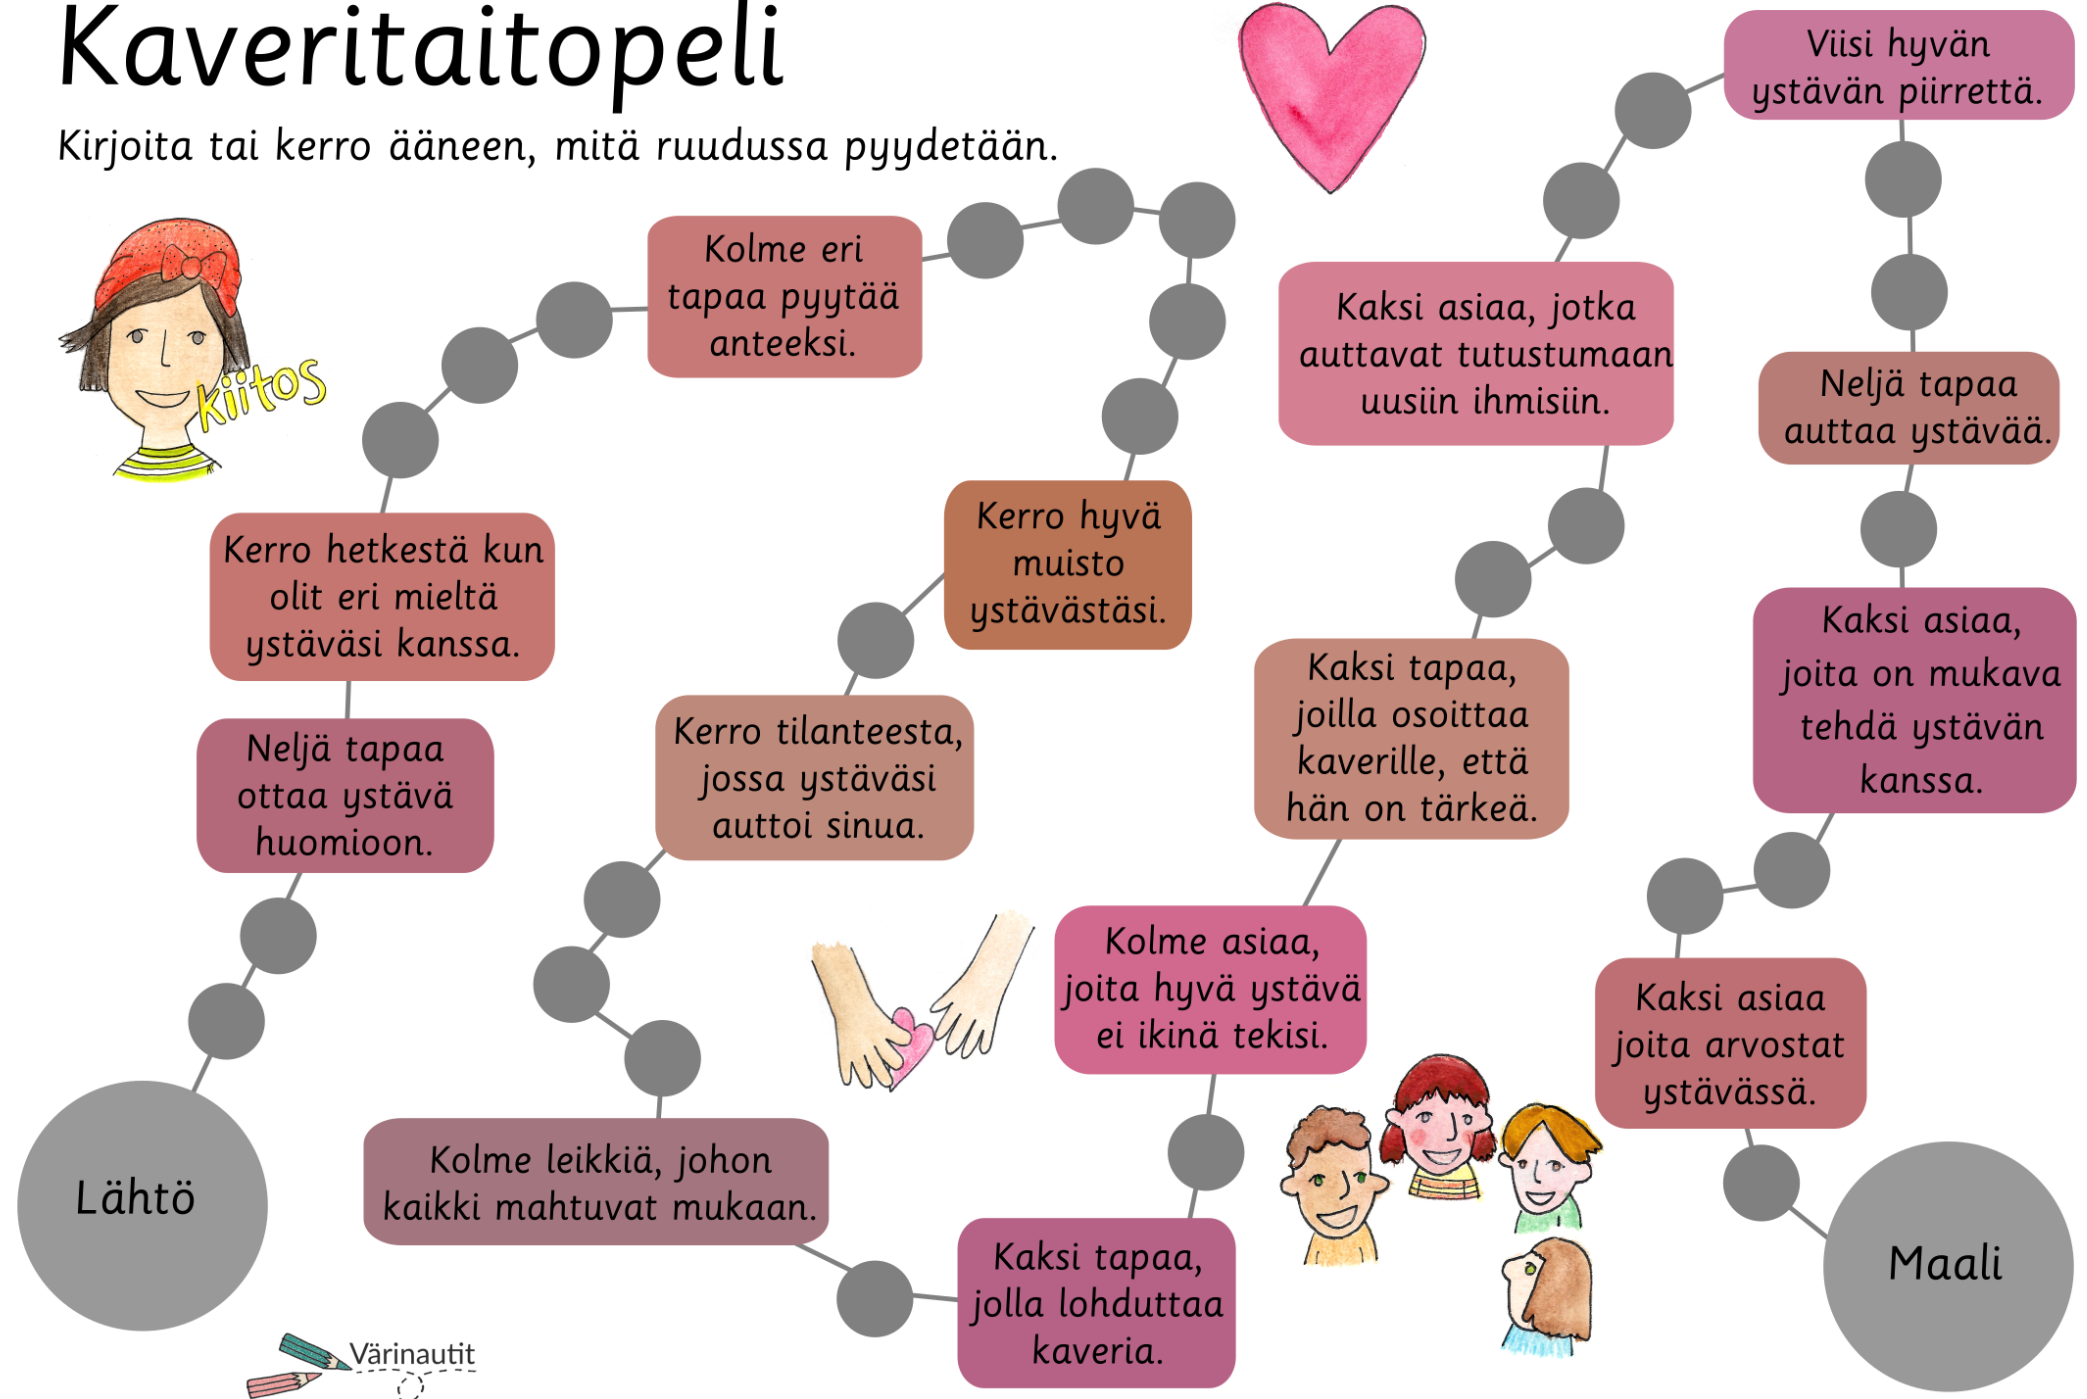 Kaveritaitopeli
Kirjoita tai kerro ääneen, mitä ruudussa pyydetään.
kiitos
Lähtö
Neljä tapaa
ottaa ystävä
huomioon.
Kerro hetkestä kun
olit eri mieltä
ystäväsi kanssa.
Kolme eri
tapaa pyytää
anteeksi.
Kerro hyvä
muisto
ystävästäsi.
Kerro tilanteesta,
jossa ystäväsi
auttoi sinua.
Kolme leikkiä, johon
kaikki mahtuvat mukaan.
Kaksi tapaa,
jolla lohduttaa
kaveria.
Kolme asiaa,
joita hyvä ystävä
ei ikinä tekisi.
Kaksi tapaa,
joilla osoittaa
kaverille, että
hän on tärkeä.
Kaksi asiaa, jotka
auttavat tutustumaan
uusiin ihmisiin.
Viisi hyvän
ystävän piirrettä.
Neljä tapaa
auttaa ystävää.
Kaksi asiaa,
joita on mukava
tehdä ystävän
kanssa.
Kaksi asiaa
joita arvostat
ystävässä.
Maali
Värinautit